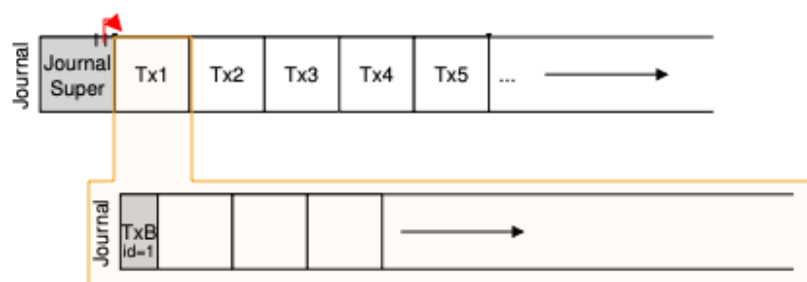 Journal
Journal
Super
Tx1
Tx2
Tx3
Tx4
Tx5
...
Journal
TxB
id=1